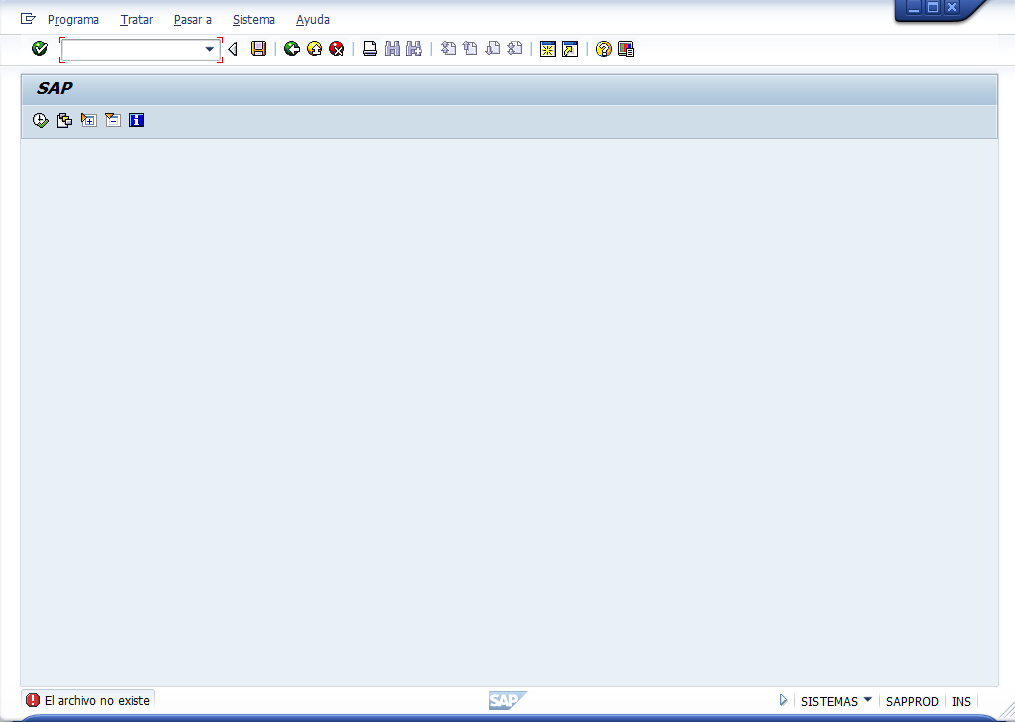 Programa Tratar Pasar a Sistema Ayuda
SAP
El archivo no existe SAP SISTEMAS SAPPROD INS